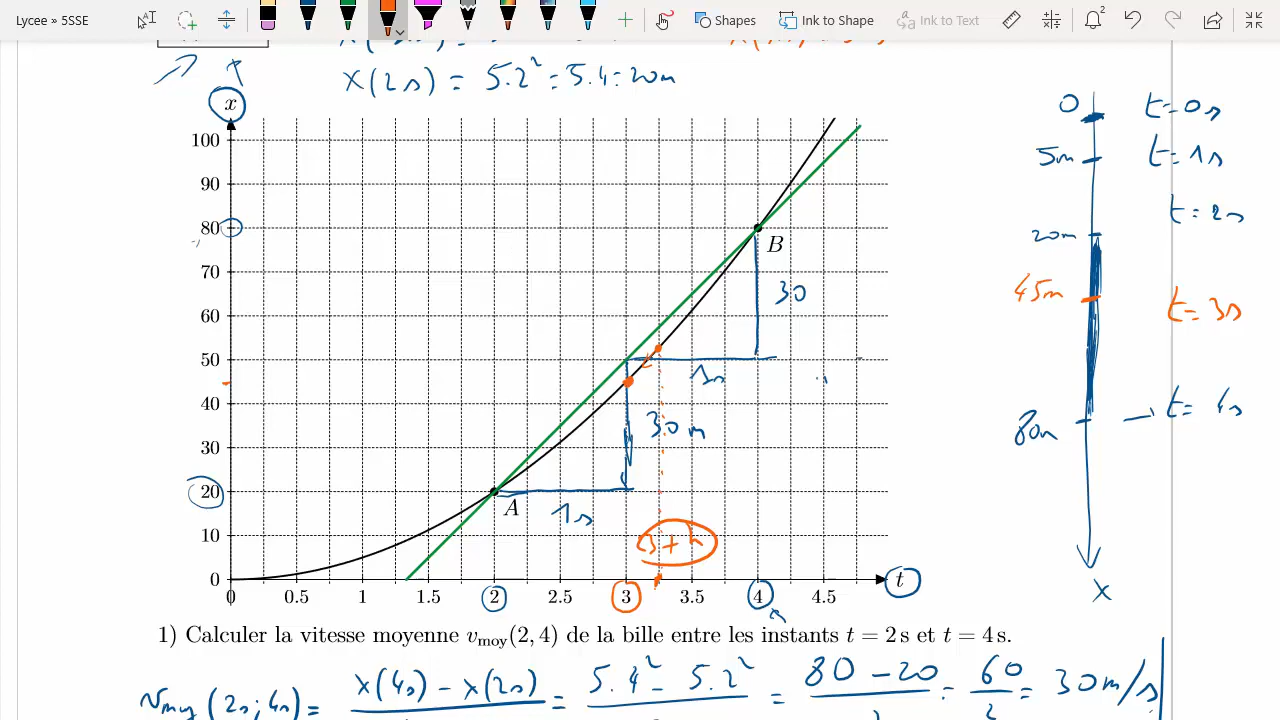 Lycee » 5SSE
Shapes
Ink to Shape
Ink to Text
2
x(2s) = 5.2² = 5.4 = 20m
x
100
90
80
70
60
50
40
30
20
10
0
0 0.5 1 1.5 2 2.5 3 3.5 4 4.5
t
A
B
1s
30 m
1s
30
3+h
0 t=0s
5m t=1s
t=2s
20m
45m t=3s
80m → t= 4s
x
1) Calculer la vitesse moyenne vmoy(2, 4) de la bille entre les instants t = 2 s et t = 4 s.
vmoy(2s;4s) = x(4s) - x(2s) = 5.4² - 5.2² = 80 - 20 = 60/2 = 30m/s